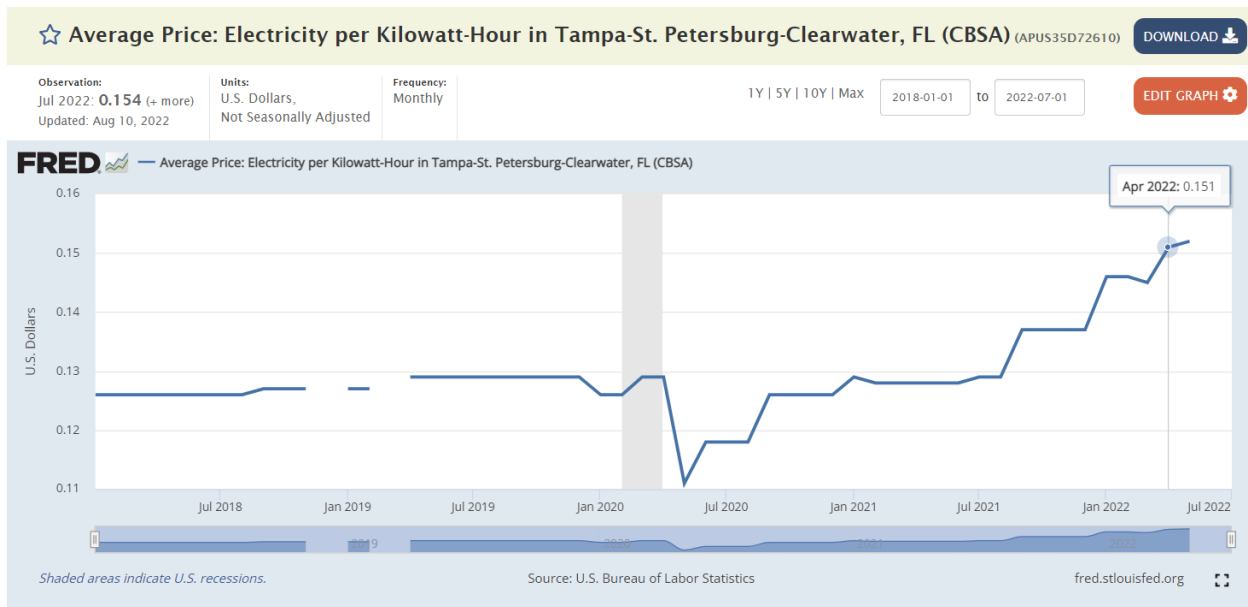 Average Price: Electricity per Kilowatt-Hour in Tampa-St. Petersburg-Clearwater, FL (CBSA) (APUS35D72610)
DOWNLOAD
Observation:
Jul 2022: 0.154 (+ more)
Updated: Aug 10, 2022
Units:
U.S. Dollars,
Not Seasonally Adjusted
Frequency:
Monthly
1Y | 5Y | 10Y | Max
2018-01-01 to 2022-07-01
EDIT GRAPH
FRED
Average Price: Electricity per Kilowatt-Hour in Tampa-St. Petersburg-Clearwater, FL (CBSA)
Apr 2022: 0.151
U.S. Dollars
0.16
0.15
0.14
0.13
0.12
0.11
Jul 2018 Jan 2019 Jul 2019 Jan 2020 Jul 2020 Jan 2021 Jul 2021 Jan 2022 Jul 2022
2019 2020 2021 2022
Shaded areas indicate U.S. recessions.
Source: U.S. Bureau of Labor Statistics
fred.stlouisfed.org